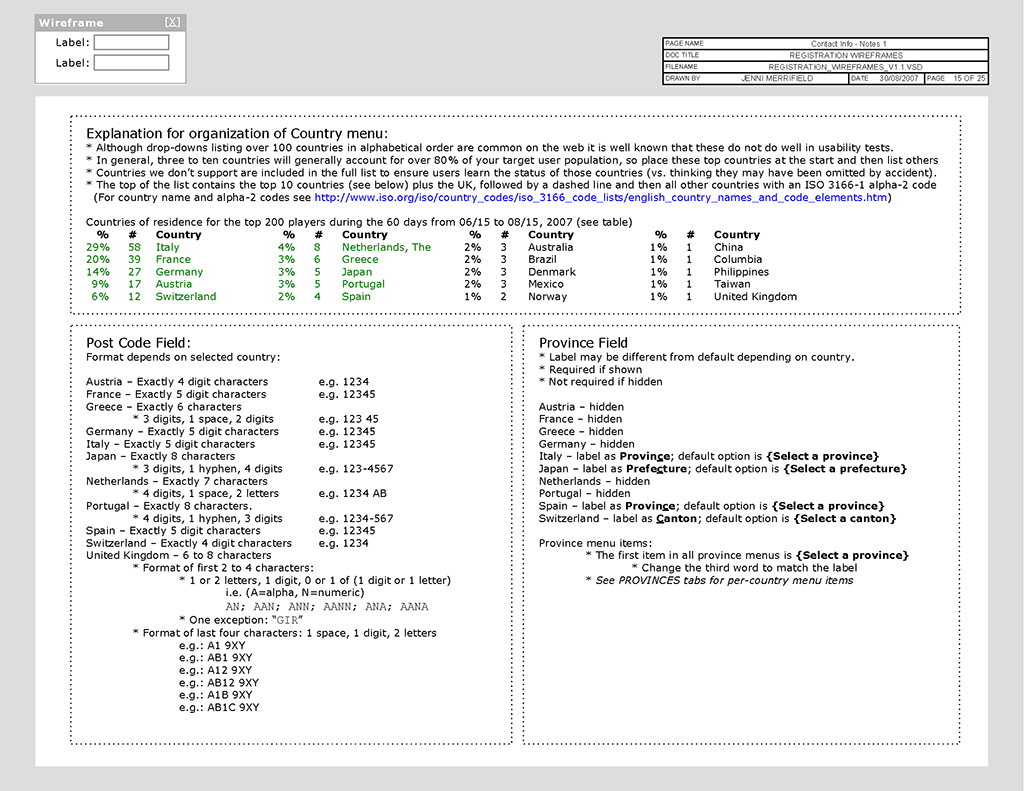 Wireframe [X]
Label:
Label:
PAGE NAME Contact Info - Notes 1
DOC TITLE REGISTRATION WIREFRAMES
FILENAME REGISTRATION_WIREFRAMES_V1.1.VSD
DRAWN BY JENNI MERRIFIELD DATE 30/08/2007 PAGE 15 OF 25
Explanation for organization of Country menu:
* Although drop-downs listing over 100 countries in alphabetical order are common on the web it is well known that these do not do well in usability tests.
* In general, three to ten countries will generally account for over 80% of your target user population, so place these top countries at the start and then list others
* Countries we don't support are included in the full list to ensure users learn the status of those countries (vs. thinking they may have been omitted by accident).
* The top of the list contains the top 10 countries (see below) plus the UK, followed by a dashed line and then all other countries with an ISO 3166-1 alpha-2 code
(For country name and alpha-2 codes see http://www.iso.org/iso/country_codes/iso_3166_code_lists/english_country_names_and_code_elements.htm)
Countries of residence for the top 200 players during the 60 days from 06/15 to 08/15, 2007 (see table)
% # Country % # Country % # Country % # Country
29% 58 Italy 4% 8 Netherlands, The 2% 3 Australia 1% 1 China
20% 39 France 3% 6 Greece 2% 3 Brazil 1% 1 Columbia
14% 27 Germany 3% 5 Japan 2% 3 Denmark 1% 1 Philippines
9% 17 Austria 3% 5 Portugal 2% 3 Mexico 1% 1 Taiwan
6% 12 Switzerland 2% 4 Spain 1% 2 Norway 1% 1 United Kingdom
Post Code Field:
Format depends on selected country:
Austria – Exactly 4 digit characters e.g. 1234
France – Exactly 5 digit characters e.g. 12345
Greece – Exactly 6 characters
* 3 digits, 1 space, 2 digits e.g. 123 45
Germany – Exactly 5 digit characters e.g. 12345
Italy – Exactly 5 digit characters e.g. 12345
Japan – Exactly 8 characters
* 3 digits, 1 hyphen, 4 digits e.g. 123-4567
Netherlands – Exactly 7 characters
* 4 digits, 1 space, 2 letters e.g. 1234 AB
Portugal – Exactly 8 characters.
* 4 digits, 1 hyphen, 3 digits e.g. 1234-567
Spain – Exactly 5 digit characters e.g. 12345
Switzerland – Exactly 4 digit characters e.g. 1234
United Kingdom – 6 to 8 characters
* Format of first 2 to 4 characters:
* 1 or 2 letters, 1 digit, 0 or 1 of (1 digit or 1 letter)
i.e. (A=alpha, N=numeric)
AN; AAN; ANN; AANN; ANA; AANA
* One exception: "GIR"
* Format of last four characters: 1 space, 1 digit, 2 letters
e.g.: A1 9XY
e.g.: AB1 9XY
e.g.: A12 9XY
e.g.: AB12 9XY
e.g.: A1B 9XY
e.g.: AB1C 9XY
Province Field
* Label may be different from default depending on country.
* Required if shown
* Not required if hidden
Austria – hidden
France – hidden
Greece – hidden
Germany – hidden
Italy – label as Province; default option is {Select a province}
Japan – label as Prefecture; default option is {Select a prefecture}
Netherlands – hidden
Portugal – hidden
Spain – label as Province; default option is {Select a province}
Switzerland – label as Canton; default option is {Select a canton}
Province menu items:
* The first item in all province menus is {Select a province}
* Change the third word to match the label
* See PROVINCES tabs for per-country menu items